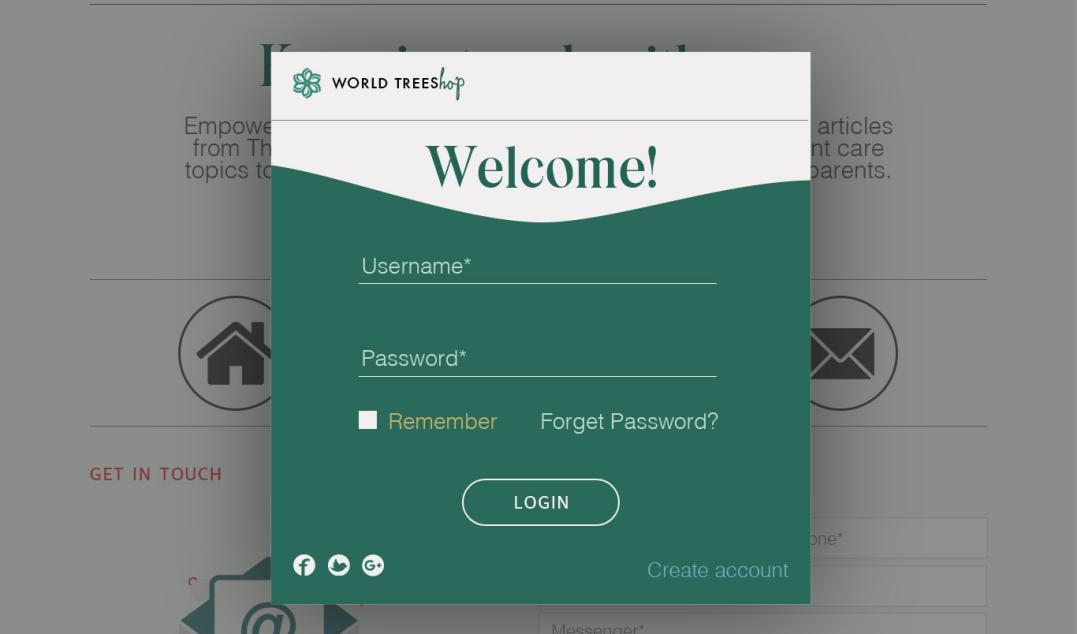 WORLD TREEShop
Welcome!
Empowe
articles
from Th
nt care
topics to
parents.
Username*
Password*
Remember
Forget Password?
GET IN TOUCH
LOGIN
one*
Create account
Messenger*